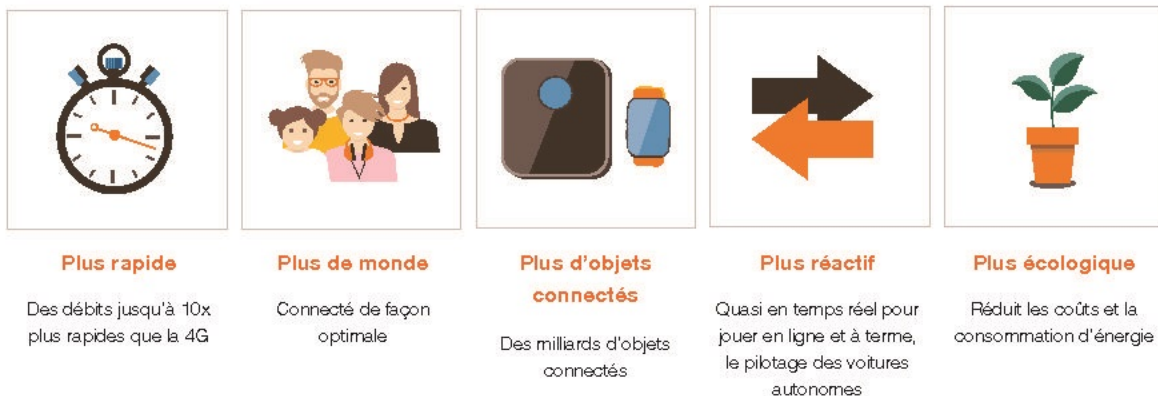 Plus rapide
Des débits jusqu'à 10x
plus rapides que la 4G
Plus de monde
Connecté de façon
optimale
Plus d'objets
connectés
Des milliards d'objets
connectés
Plus réactif
Quasi en temps réel pour
jouer en ligne et à terme,
le pilotage des voitures
autonomes
Plus écologique
Réduit les coûts et la
consommation d'énergie